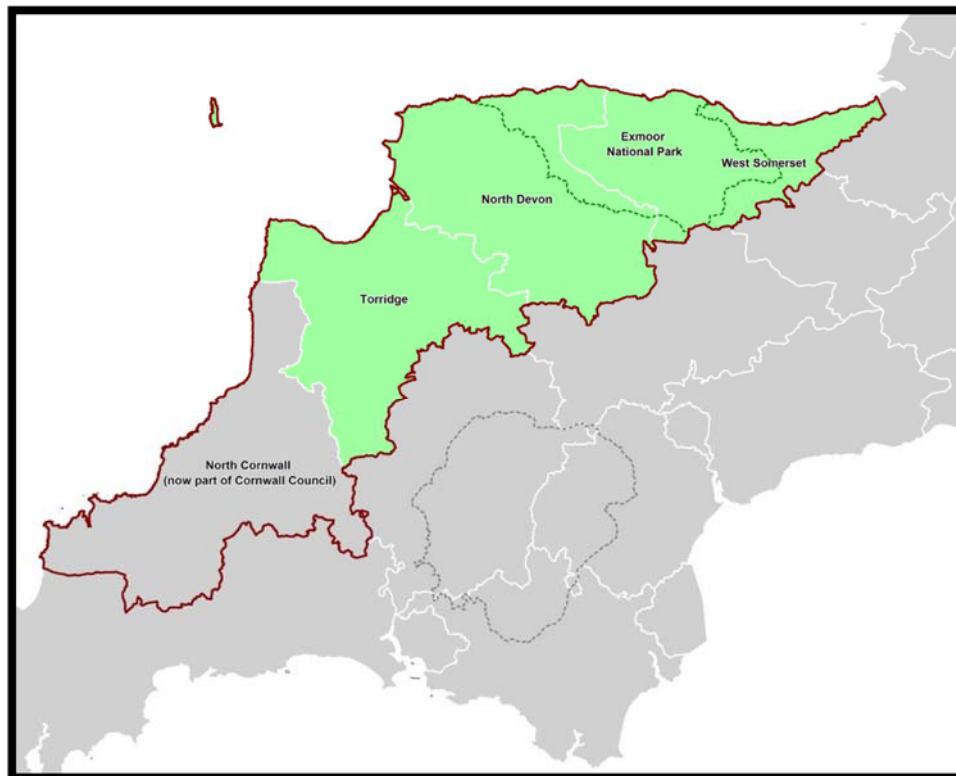 Exmoor
National Park
West Somerset
North Devon
Torridge
North Cornwall
(now part of Cornwall Council)